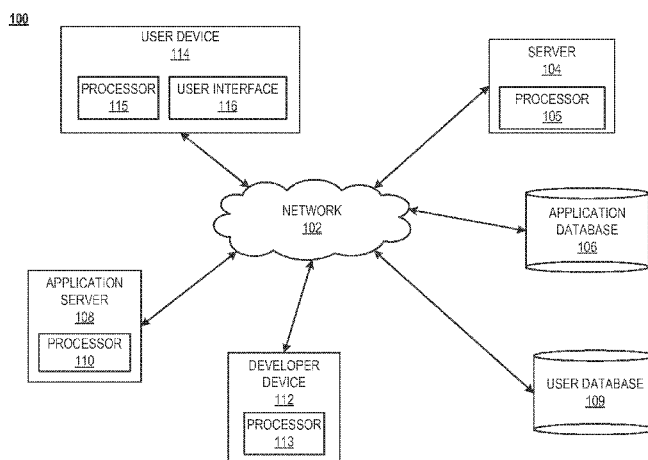 100
USER DEVICE
114
PROCESSOR
115
USER INTERFACE
116
SERVER
104
PROCESSOR
105
NETWORK
102
APPLICATION
DATABASE
106
APPLICATION
SERVER
108
PROCESSOR
110
DEVELOPER
DEVICE
112
PROCESSOR
113
USER DATABASE
109